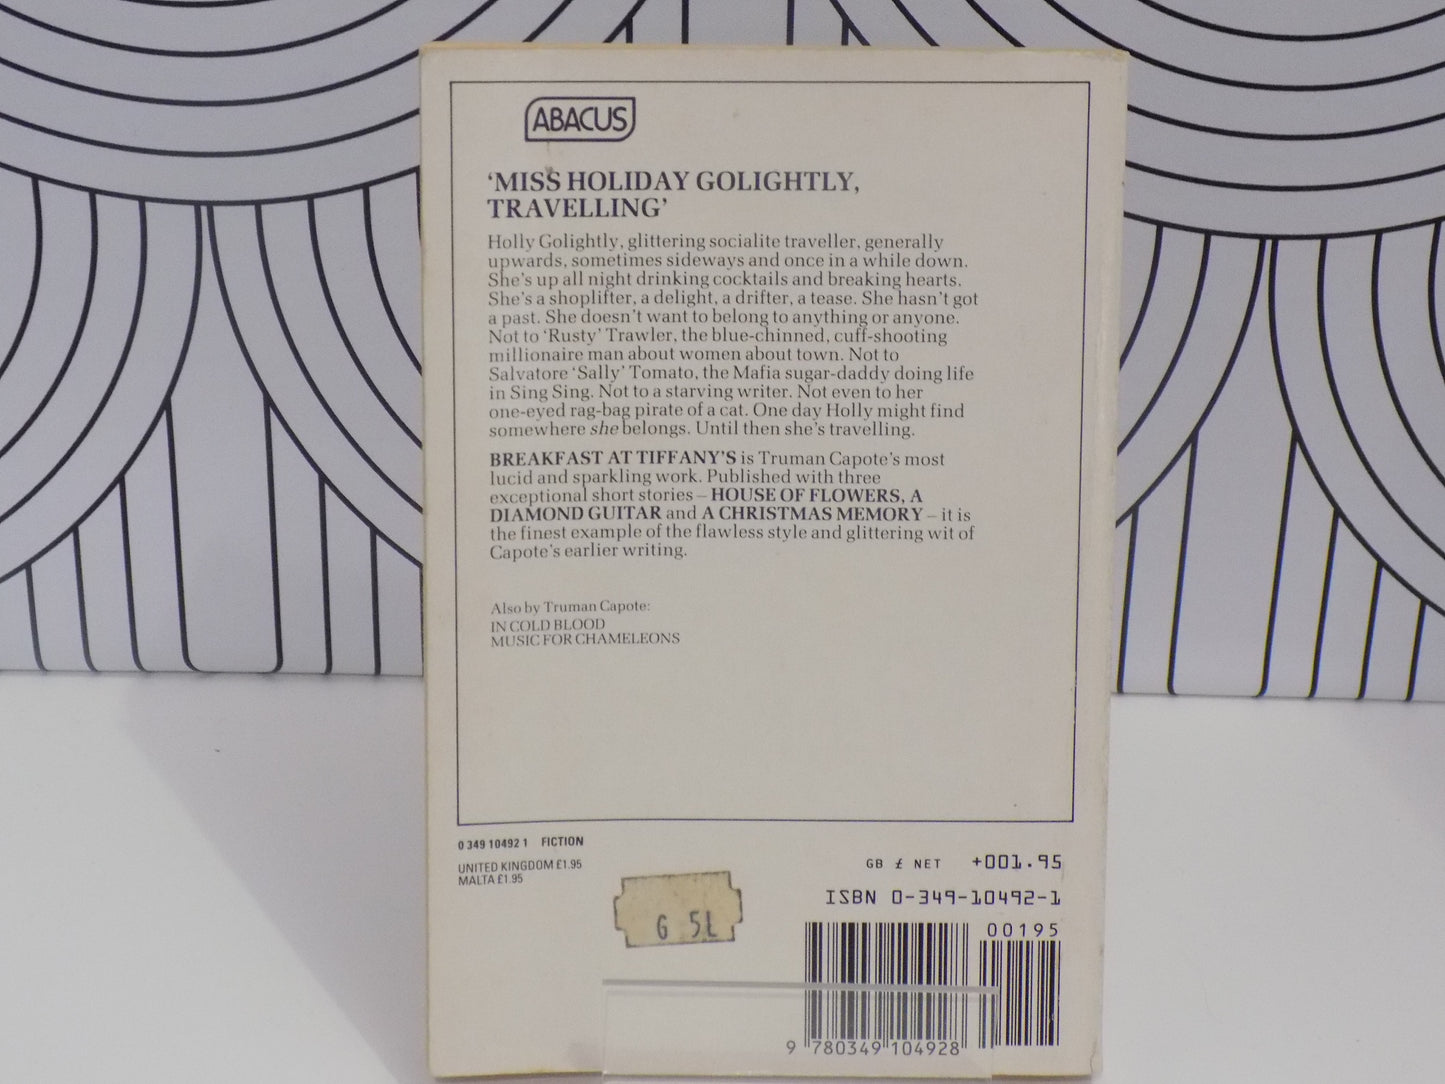 ABACUS
‘MISS HOLIDAY GOLIGHTLY,
TRAVELLING’
Holly Golightly, glittering socialite traveller, generally
upwards, sometimes sideways and once in a while down.
She’s up all night drinking cocktails and breaking hearts.
She’s a shoplifter, a delight, a drifter, a tease. She hasn’t got
a past. She doesn’t want to belong to anything or anyone.
Not to ‘Rusty’ Trawler, the blue-chinned, cuff-shooting
millionaire man about women about town. Not to
Salvatore ‘Sally’ Tomato, the Mafia sugar-daddy doing life
in Sing Sing. Not to a starving writer. Not even to her
one-eyed rag-bag pirate of a cat. One day Holly might find
somewhere she belongs. Until then she’s travelling.
BREAKFAST AT TIFFANY’S is Truman Capote’s most
lucid and sparkling work. Published with three
exceptional short stories – HOUSE OF FLOWERS, A
DIAMOND GUITAR and A CHRISTMAS MEMORY – it is
the finest example of the flawless style and glittering wit of
Capote’s earlier writing.
Also by Truman Capote:
IN COLD BLOOD
MUSIC FOR CHAMELEONS
0 349 10492 1 FICTION
UNITED KINGDOM £1.95
MALTA £1.95
GB £ NET +001.95
ISBN 0-349-10492-1
00195
6 5L
9 780349 104928